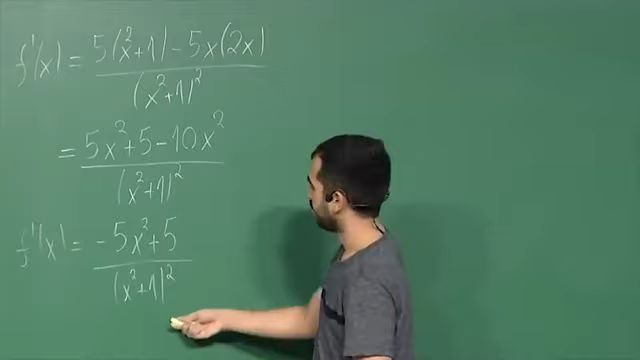 f'(x) = 5(x²+1) - 5x(2x) / (x²+1)²
= 5x²+5-10x² / (x²+1)²
f'(x) = -5x²+5 / (x²+1)²